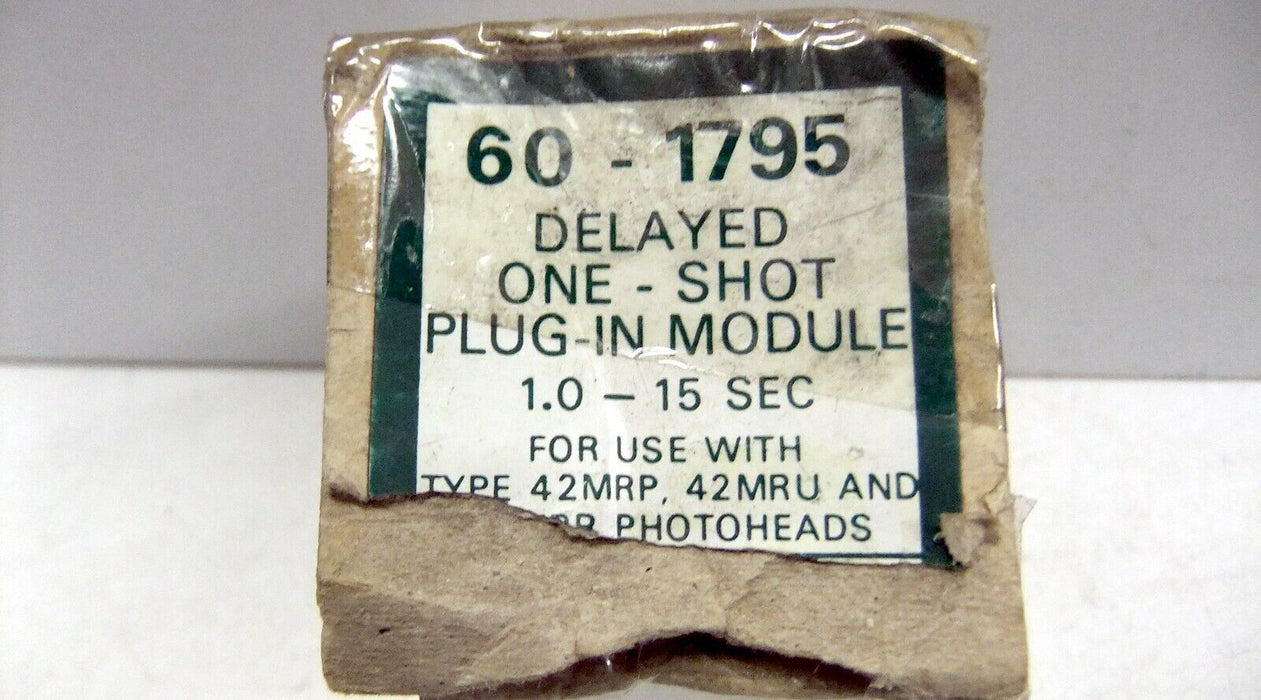 60 - 1795
DELAYED
ONE - SHOT
PLUG-IN MODULE
1.0 — 15 SEC
FOR USE WITH
TYPE 42MRP, 42MRU AND
PHOTOHEADS